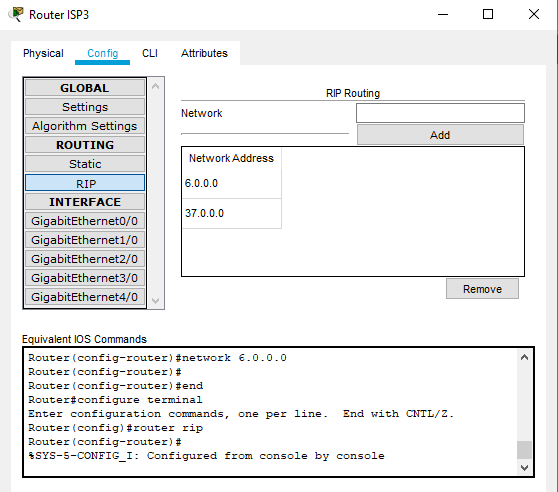 Router ISP3
Physical Config CLI Attributes
GLOBAL
Settings
Algorithm Settings
ROUTING
Static
RIP
INTERFACE
GigabitEthernet0/0
GigabitEthernet1/0
GigabitEthernet2/0
GigabitEthernet3/0
GigabitEthernet4/0
RIP Routing
Network
Add
Network Address
6.0.0.0
37.0.0.0
Remove
Equivalent IOS Commands
Router(config-router)#network 6.0.0.0
Router(config-router)#
Router(config-router)#end
Router#configure terminal
Enter configuration commands, one per line. End with CNTL/Z.
Router(config)#router rip
Router(config-router)#
%SYS-5-CONFIG_I: Configured from console by console